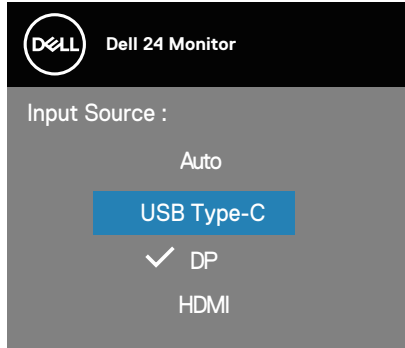 DELL Dell 24 Monitor
Input Source :
Auto
USB Type-C
DP
HDMI